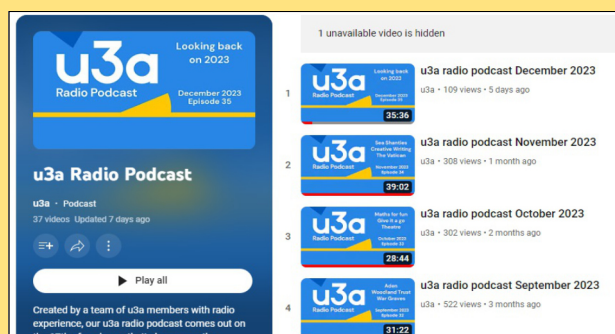 u3a
Radio Podcast
Looking back
on 2023
December 2023
Episode 35
u3a Radio Podcast
u3a • Podcast
37 videos Updated 7 days ago
Play all
Created by a team of u3a members with radio
experience, our u3a radio podcast comes out on
1 unavailable video is hidden
1
u3a
Radio Podcast
Looking back
on 2023
December 2023
Episode 35
35:36
u3a radio podcast December 2023
u3a • 109 views • 5 days ago
2
u3a
Radio Podcast
Sea Shanties
Creative Writing
The Vatican
November 2023
Episode 34
39:02
u3a radio podcast November 2023
u3a • 308 views • 1 month ago
3
u3a
Radio Podcast
Maths for fun
Give it a go
Theatre
October 2023
28:44
u3a radio podcast October 2023
u3a • 302 views • 2 months ago
4
u3a
Radio Podcast
Woodland Trust
War Graves
September 2023
31:22
u3a radio podcast September 2023
u3a • 522 views • 3 months ago